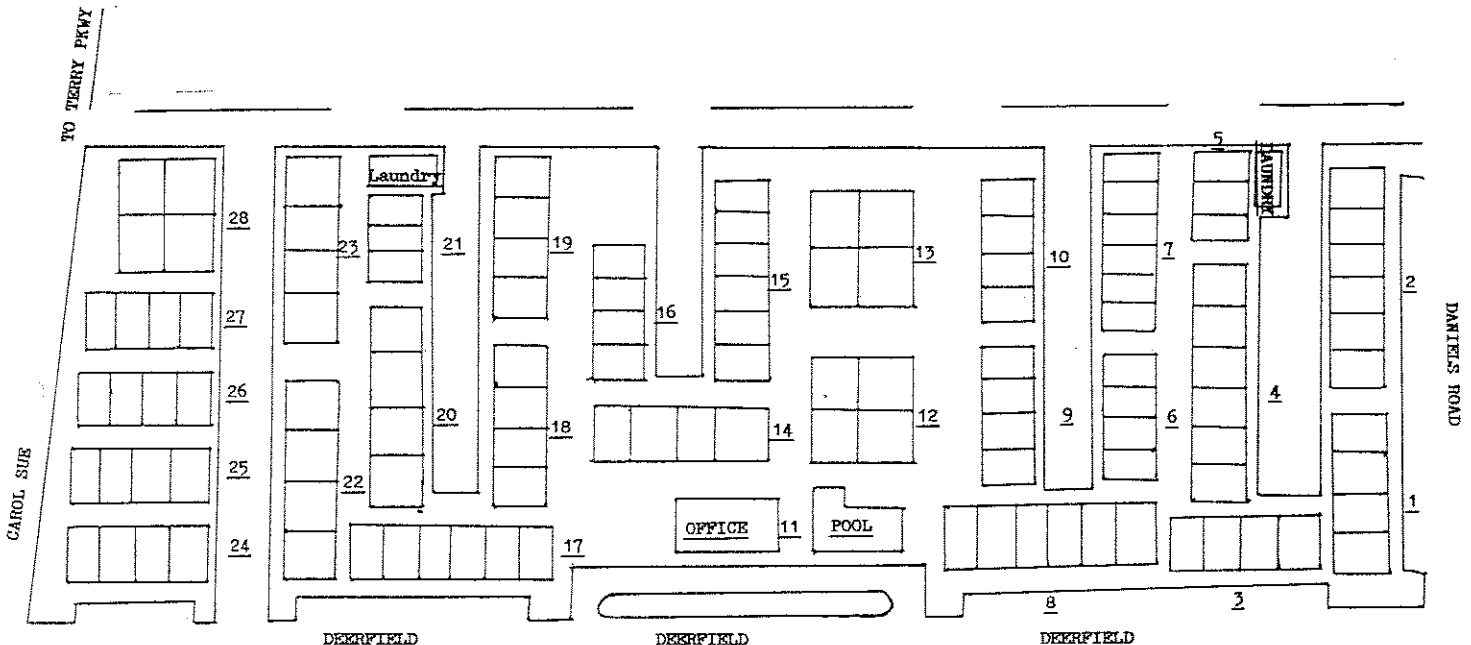 TO TERRY PKWY
5
Laundry
LAUNDRY
28
23
21
19
15
13
10
7
2
27
16
DANIELS ROAD
26
20
18
14
12
9
6
4
CAROL SUE
25
22
1
24
17
OFFICE
11
POOL
8
3
DEERFIELD
DEERFIELD
DEERFIELD